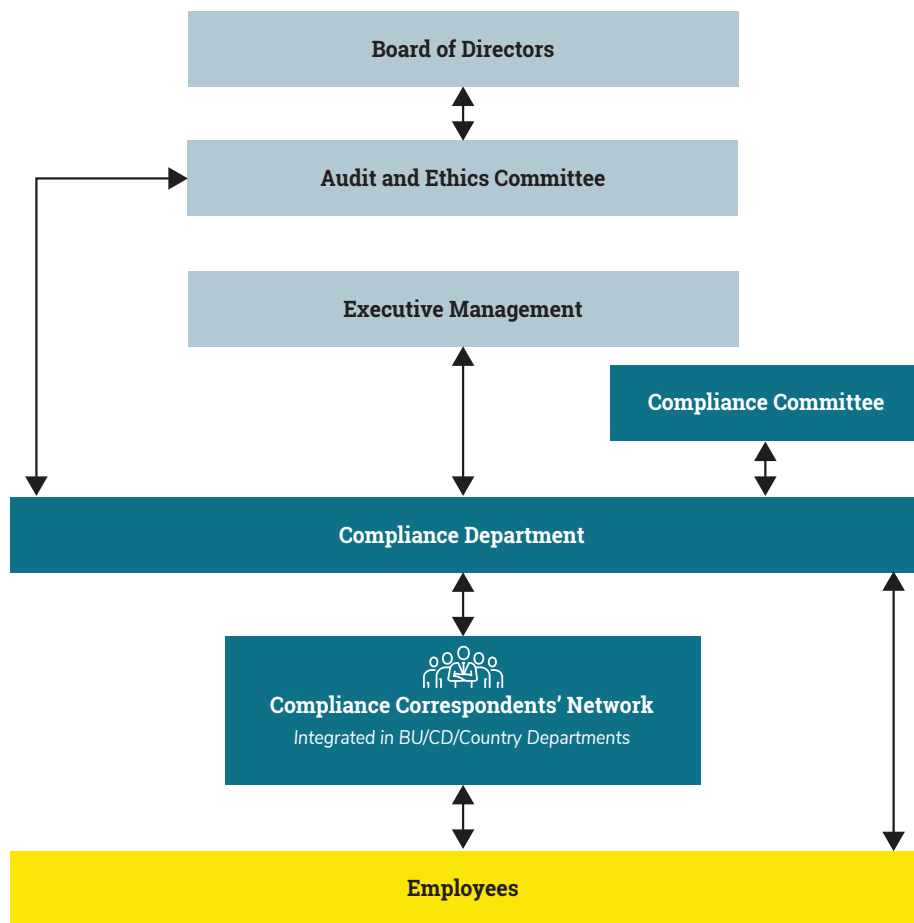 Board of Directors
Audit and Ethics Committee
Executive Management
Compliance Committee
Compliance Department
Compliance Correspondents’ Network
Integrated in BU/CD/Country Departments
Employees